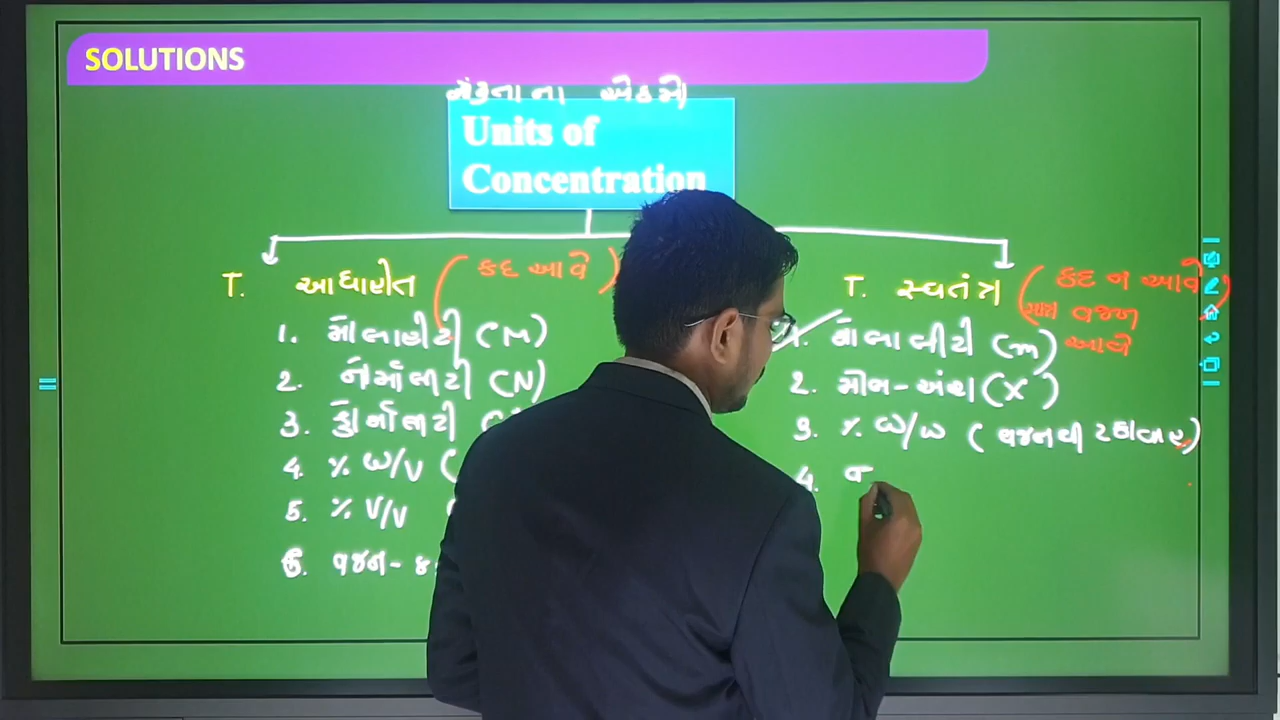 SOLUTIONS
સાંદ્રતાના એકમો
Units of
Concentration
T. આધારીત (કદ આવે)
1. મૉલારીટી (M)
2. નૉર્માલીટી (N)
3. ફૉર્માલીટી
4. % W/V (
5. % V/V
6. વજન - ક
T. સ્વતંત્ર (કદ ન આવે
માત્ર વજન
આવે
1. મૉલાલીટી (m)
2. મોલ-અંશ (X)
3. % W/W (વજનથી ટકાવાર)
4. વ